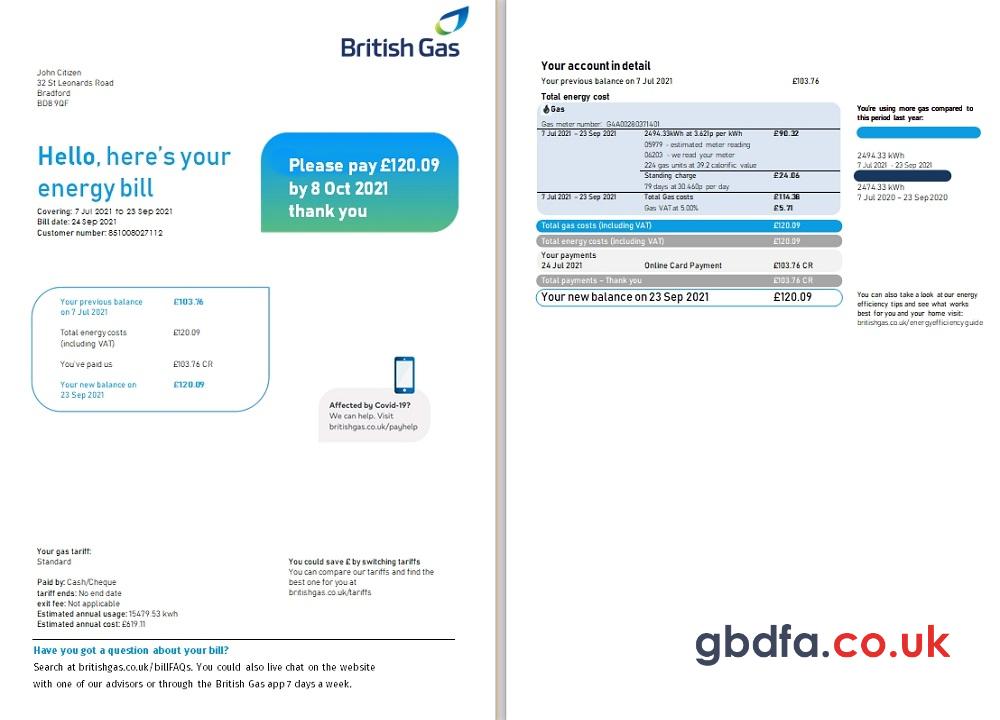 British Gas
John Citizen
32 St Leonards Road
Bradford
BD8 9QF
Hello, here's your
energy bill
Covering: 7 Jul 2021 to 23 Sep 2021
Bill date: 24 Sep 2021
Customer number: 851008027112
Please pay £120.09
by 8 Oct 2021
thank you
Your previous balance £103.76
on 7 Jul 2021
Total energy costs £120.09
(including VAT)
You've paid us £103.76 CR
Your new balance on £120.09
23 Sep 2021
Affected by Covid-19?
We can help. Visit
britishgas.co.uk/payhelp
Your gas tariff:
Standard
Paid by: Cash/Cheque
tariff ends: No end date
exit fee: Not applicable
Estimated annual usage: 15479.53 kwh
Estimated annual cost: £619.11
You could save £ by switching tariffs
You can compare our tariffs and find the
best one for you at
britishgas.co.uk/tariffs
Have you got a question about your bill?
Search at britishgas.co.uk/billFAQs. You could also live chat on the website
with one of our advisors or through the British Gas app 7 days a week.
Your account in detail
Your previous balance on 7 Jul 2021 £103.76
Total energy cost
Gas
Gas meter number: G4A00280371401
7 Jul 2021 - 23 Sep 2021 2494.33kWh at 3.621p per kWh £90.32
05979 - estimated meter reading
06203 - we read your meter
224 gas units at 39.2 calorific value
Standing charge £24.06
79 days at 30.460p per day
7 Jul 2021 - 23 Sep 2021 Total Gas costs £114.38
Gas VAT at 5.00% £5.71
Total gas costs (including VAT) £120.09
Total energy costs (including VAT) £120.09
Your payments
24 Jul 2021 Online Card Payment £103.76 CR
Total payments - Thank you £103.76 CR
Your new balance on 23 Sep 2021 £120.09
You're using more gas compared to
this period last year:
2494.33 kWh
7 Jul 2021 - 23 Sep 2021
2474.33 kWh
7 Jul 2020 - 23 Sep 2020
You can also take a look at our energy
efficiency tips and see what works
best for you and your home visit:
britishgas.co.uk/energyefficiencyguide
gbdfa.co.uk